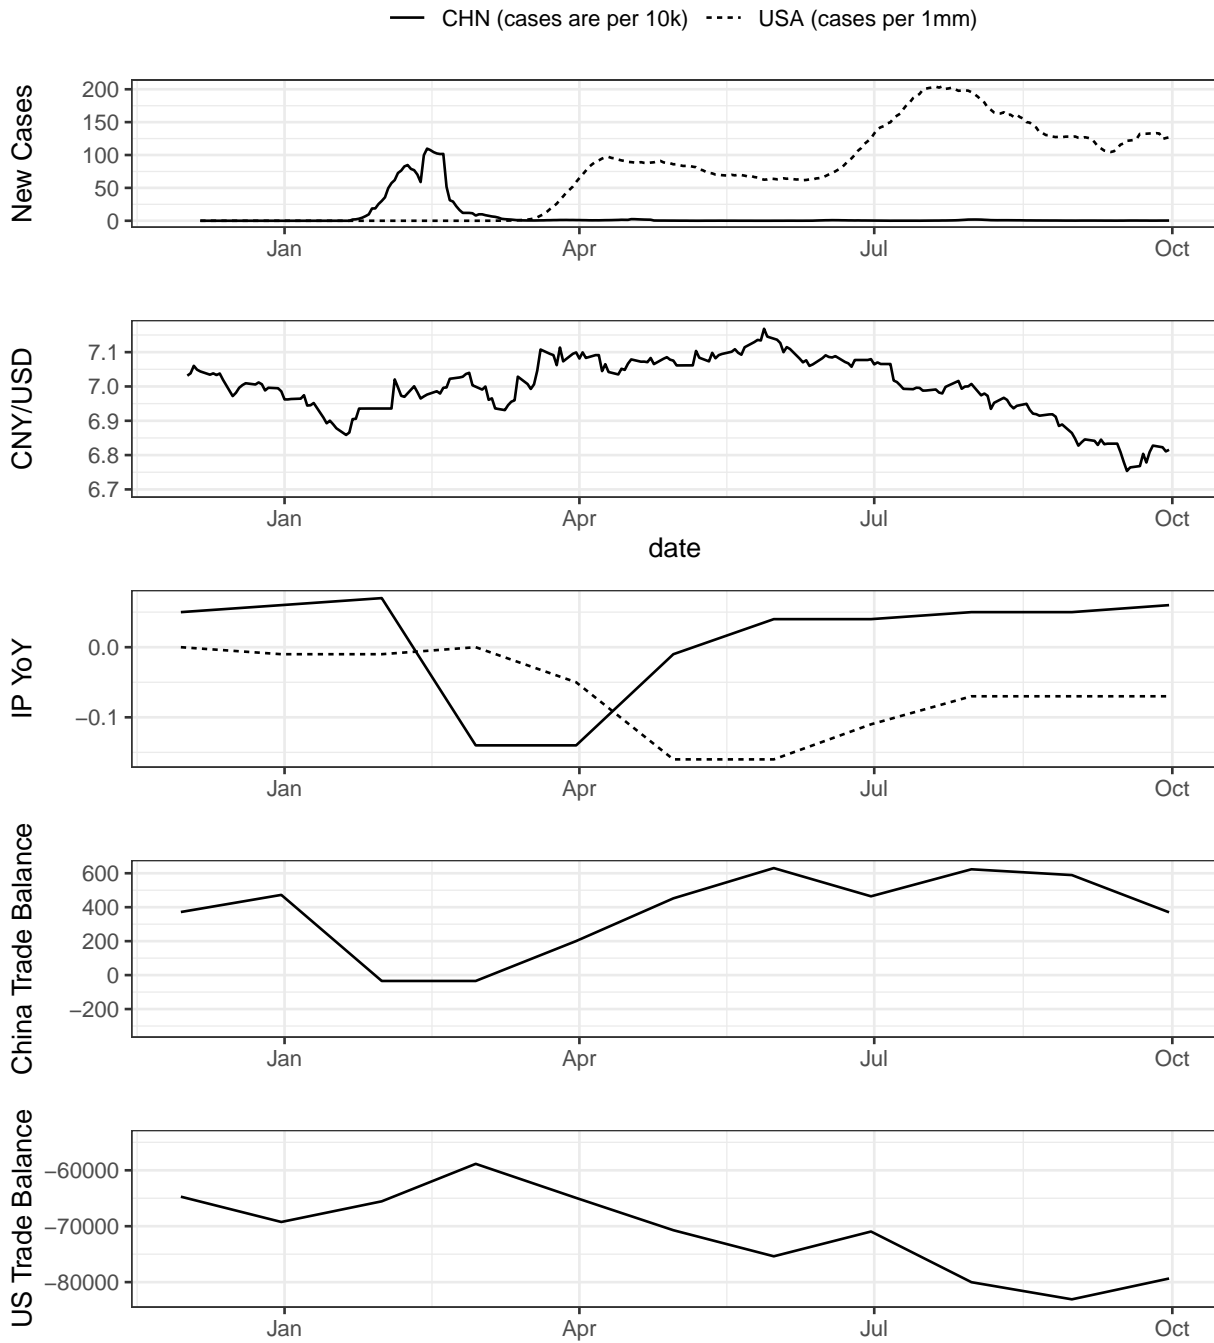 CHN (cases are per 10k) USA (cases per 1mm)
New Cases
200
150
100
50
0
Jan Apr Jul Oct
CNY/USD
7.1
7.0
6.9
6.8
6.7
Jan Apr Jul Oct
date
IP YoY
0.0
−0.1
Jan Apr Jul Oct
China Trade Balance
600
400
200
0
−200
Jan Apr Jul Oct
US Trade Balance
−60000
−70000
−80000
Jan Apr Jul Oct